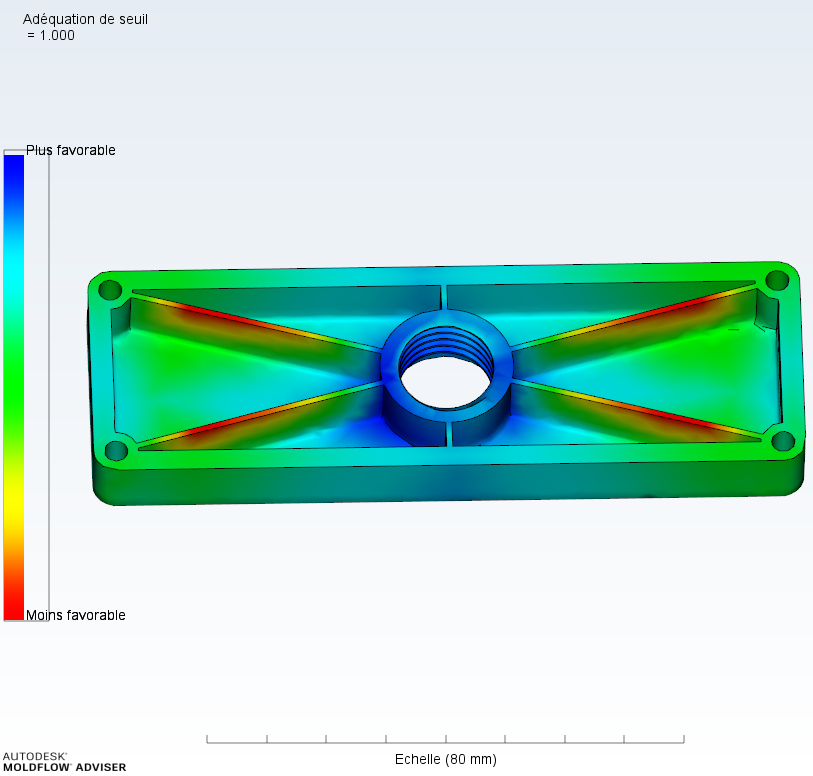 Adéquation de seuil
= 1.000
Plus favorable
Moins favorable
Echelle (80 mm)
AUTODESK®
MOLDFLOW® ADVISER